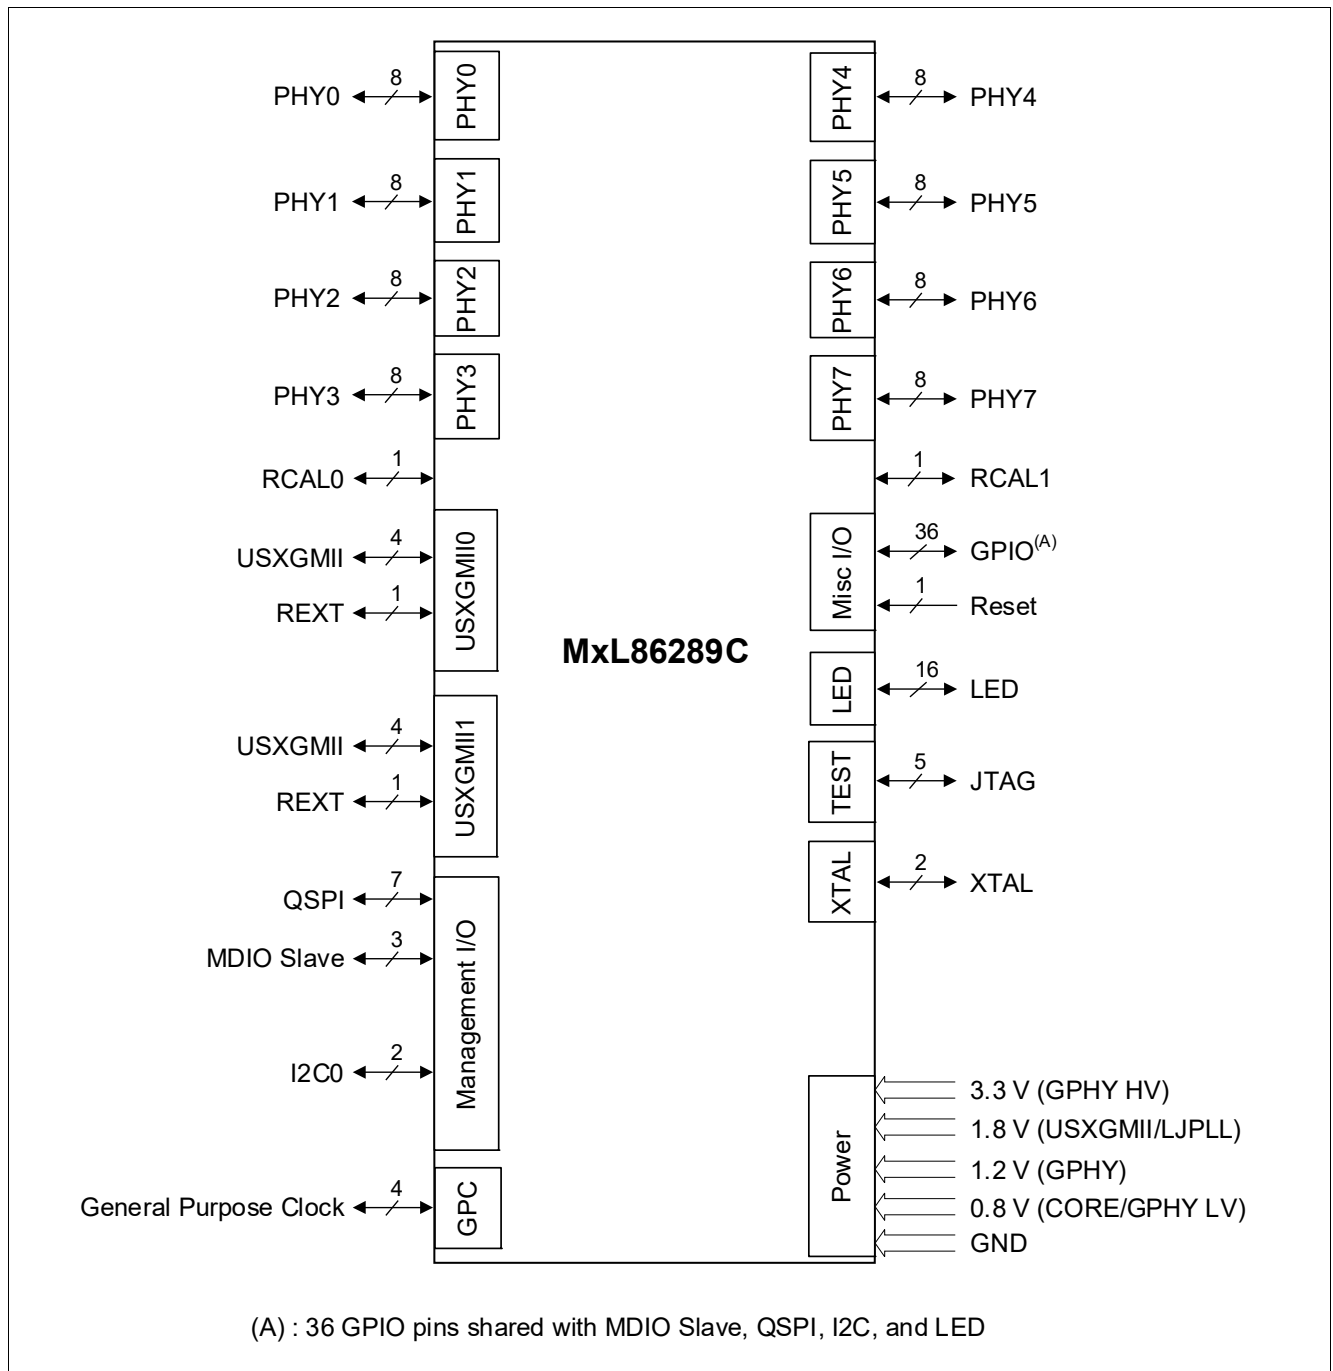 PHY0 8 PHY0
PHY4 8 PHY4
PHY1 8 PHY1
PHY5 8 PHY5
PHY2 8 PHY2
PHY6 8 PHY6
PHY3 8 PHY3
PHY7 8 PHY7
RCAL0 1
1 RCAL1
USXGMII 4
REXT 1
USXGMII0
Misc I/O
36 GPIO(A)
1 Reset
MxL86289C
LED 16 LED
USXGMII 4
REXT 1
USXGMII1
TEST 5 JTAG
XTAL 2 XTAL
QSPI 7
MDIO Slave 3
I2C0 2
Management I/O
General Purpose Clock 4 GPC
Power
3.3 V (GPHY HV)
1.8 V (USXGMII/LJPLL)
1.2 V (GPHY)
0.8 V (CORE/GPHY LV)
GND
(A) : 36 GPIO pins shared with MDIO Slave, QSPI, I2C, and LED